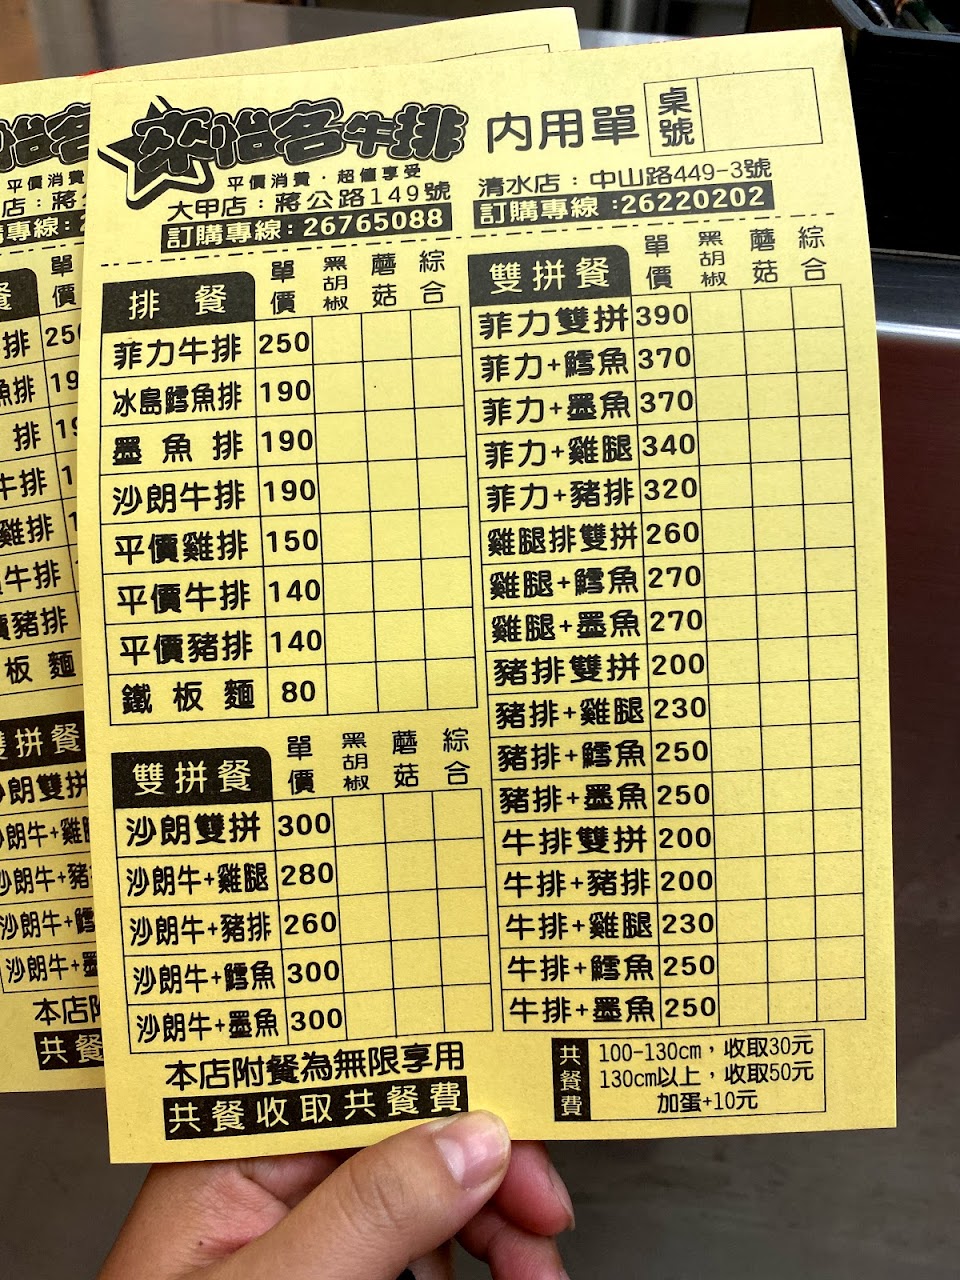 來怡客牛排 內用單 桌號
平價消費．超值享受
大甲店：蔣公路149號 清水店：中山路449-3號
訂購專線：26765088 訂購專線：26220202
排餐 單價 黑胡椒 蘑菇 綜合
菲力牛排 250
冰島鱈魚排 190
墨魚排 190
沙朗牛排 190
平價雞排 150
平價牛排 140
平價豬排 140
鐵板麵 80
雙拼餐 單價 黑胡椒 蘑菇 綜合
沙朗雙拼 300
沙朗牛+雞腿 280
沙朗牛+豬排 260
沙朗牛+鱈魚 300
沙朗牛+墨魚 300
本店附餐為無限享用
共餐收取共餐費
雙拼餐 單價 黑胡椒 蘑菇 綜合
菲力雙拼 390
菲力+鱈魚 370
菲力+墨魚 370
菲力+雞腿 340
菲力+豬排 320
雞腿排雙拼 260
雞腿+鱈魚 270
雞腿+墨魚 270
豬排雙拼 200
豬排+雞腿 230
豬排+鱈魚 250
豬排+墨魚 250
牛排雙拼 200
牛排+豬排 200
牛排+雞腿 230
牛排+鱈魚 250
牛排+墨魚 250
共餐費
100-130cm，收取30元
130cm以上，收取50元
加蛋+10元